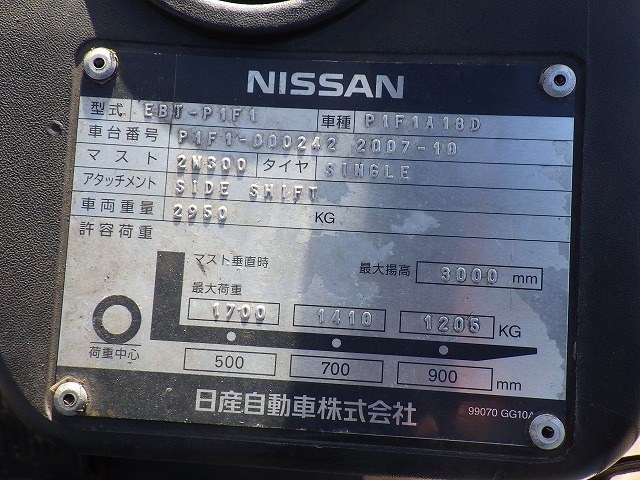 NISSAN
型式 EBT-P1F1 車種 P1F1A18D
車台番号 P1F1-000242 2007-10
マスト 2M300 タイヤ SINGLE
アタッチメント SIDE SHIFT
車両重量 2950 KG
許容荷重
マスト垂直時 最大揚高 3000 mm
最大荷重
1700 1410 1205 KG
荷重中心 500 700 900 mm
日産自動車株式会社 99070 GG10A